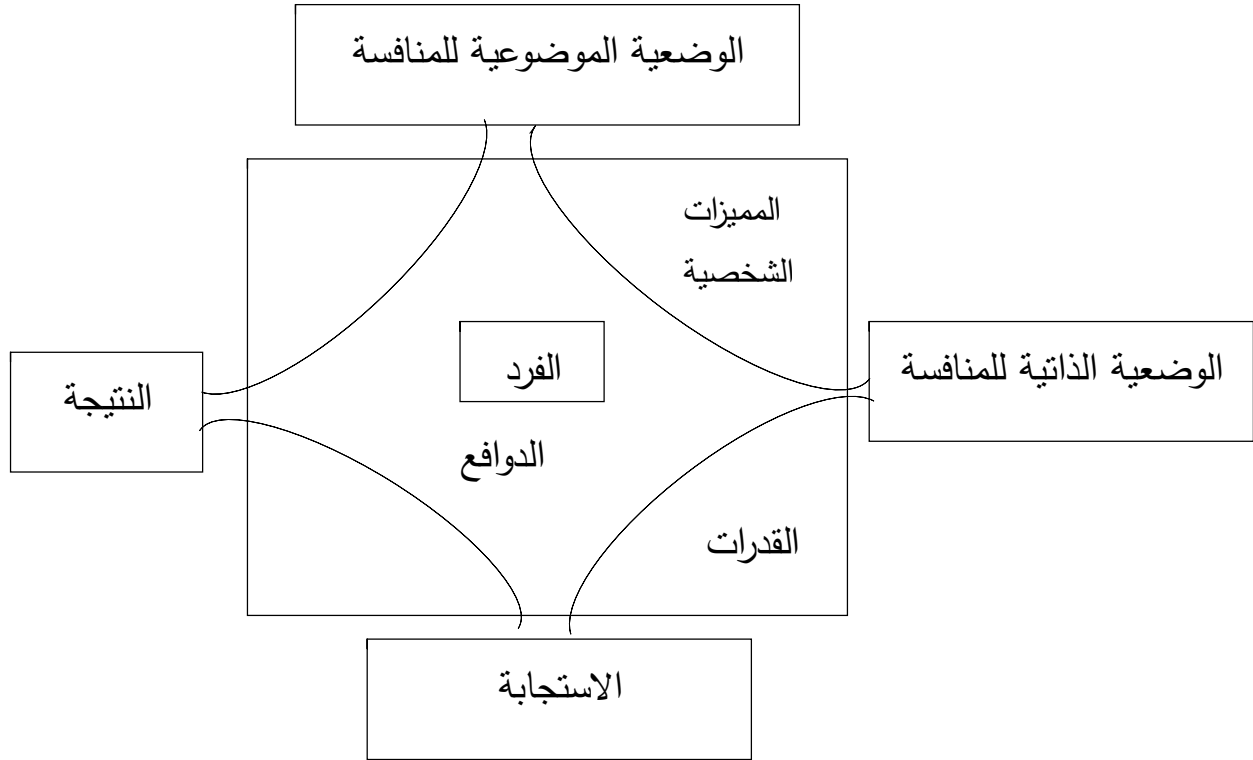 الوضعية الموضوعية للمنافسة
المميزات
الشخصية
الوضعية الذاتية للمنافسة
الفرد
النتيجة
الدوافع
القدرات
الاستجابة